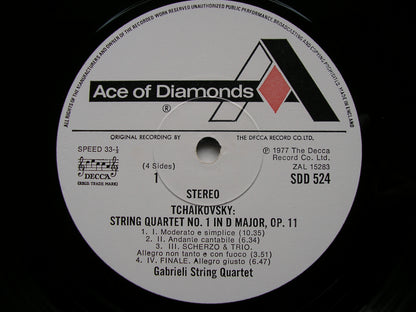 ALL RIGHTS OF THE MANUFACTURER AND OF THE OWNER OF THE RECORDED WORK RESERVED
UNAUTHORIZED PUBLIC PERFORMANCE, BROADCASTING AND COPYING PROHIBITED. MADE IN ENGLAND
Ace of Diamonds
®
ORIGINAL RECORDING BY THE DECCA RECORD CO. LTD.
SPEED 33-⅓
DECCA
(REGD. TRADE MARK)
(4 Sides)
1
STEREO
℗ 1977 The Decca
Record Co. Ltd.
ZAL 15283
SDD 524
TCHAIKOVSKY:
STRING QUARTET NO. 1 IN D MAJOR, OP. 11
1. I. Moderato e simplice (10.35)
2. II. Andante cantabile (6.34)
3. III. SCHERZO & TRIO.
Allegro non tanto e con fuoco (3.51)
4. IV. FINALE. Allegro giusto (6.47)
Gabrieli String Quartet